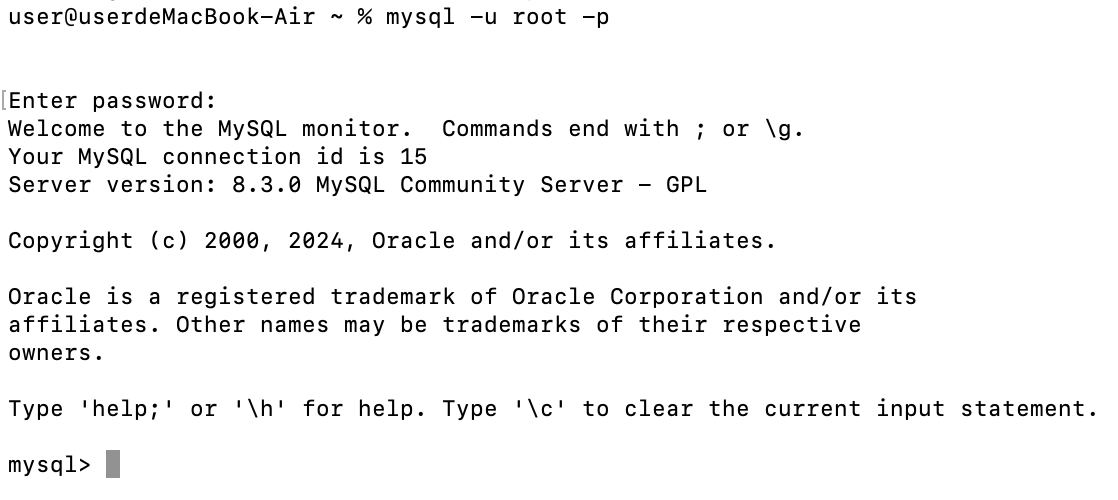 user@userdeMacBook-Air ~ % mysql -u root -p
Enter password:
Welcome to the MySQL monitor.  Commands end with ; or \g.
Your MySQL connection id is 15
Server version: 8.3.0 MySQL Community Server - GPL
Copyright (c) 2000, 2024, Oracle and/or its affiliates.
Oracle is a registered trademark of Oracle Corporation and/or its
affiliates. Other names may be trademarks of their respective
owners.
Type 'help;' or '\h' for help. Type '\c' to clear the current input statement.
mysql>